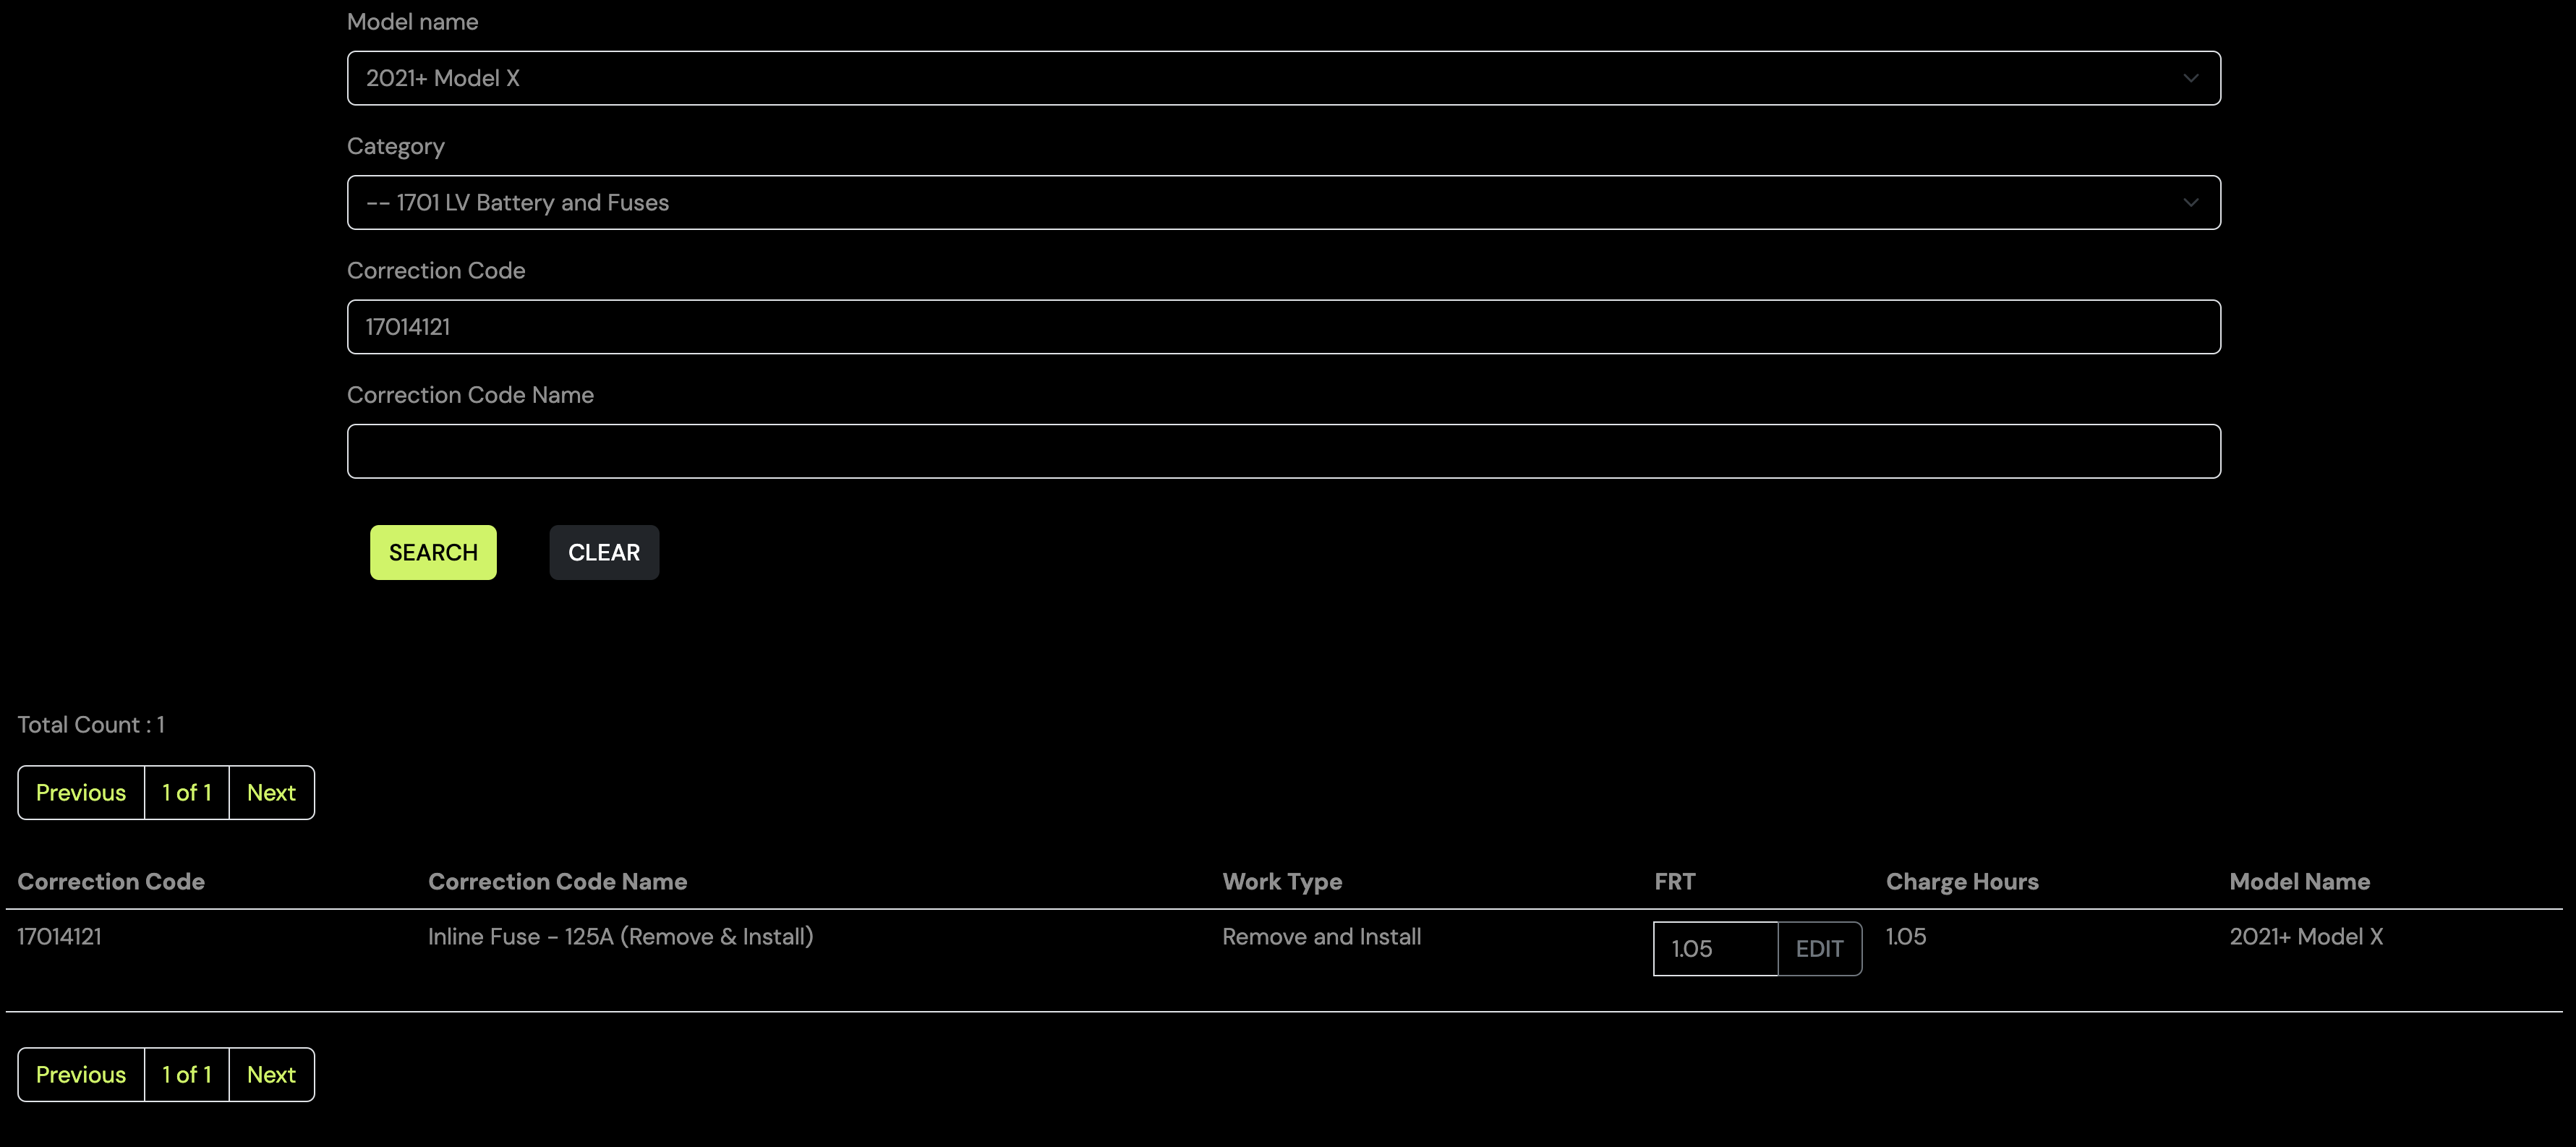 Model name
2021+ Model X
Category
-- 1701 LV Battery and Fuses
Correction Code
17014121
Correction Code Name
SEARCH CLEAR
Total Count : 1
Previous 1 of 1 Next
Correction Code Correction Code Name Work Type FRT Charge Hours Model Name
17014121 Inline Fuse - 125A (Remove & Install) Remove and Install 1.05 EDIT 1.05 2021+ Model X
Previous 1 of 1 Next